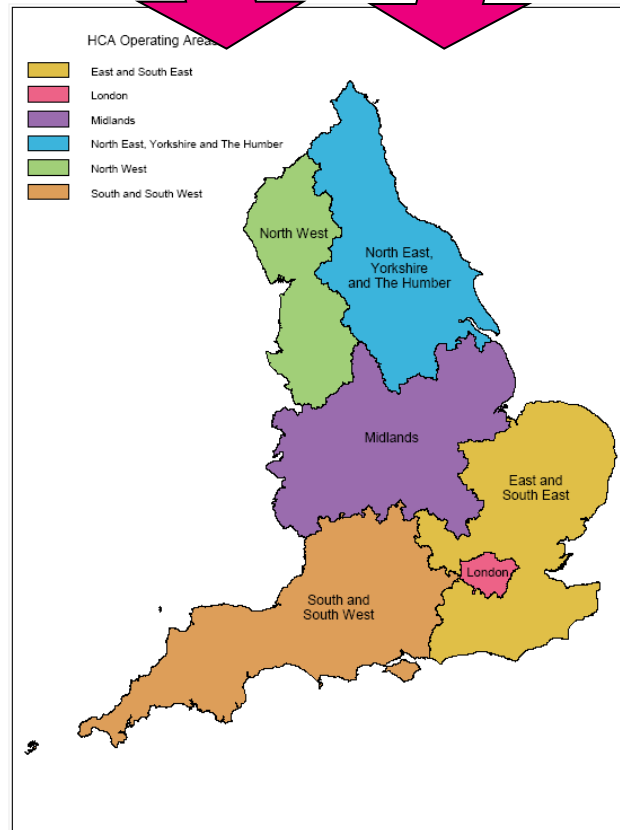 HCA Operating Areas
East and South East
London
Midlands
North East, Yorkshire and The Humber
North West
South and South West
North West
North East,
Yorkshire
and The Humber
Midlands
East and
South East
London
South and
South West